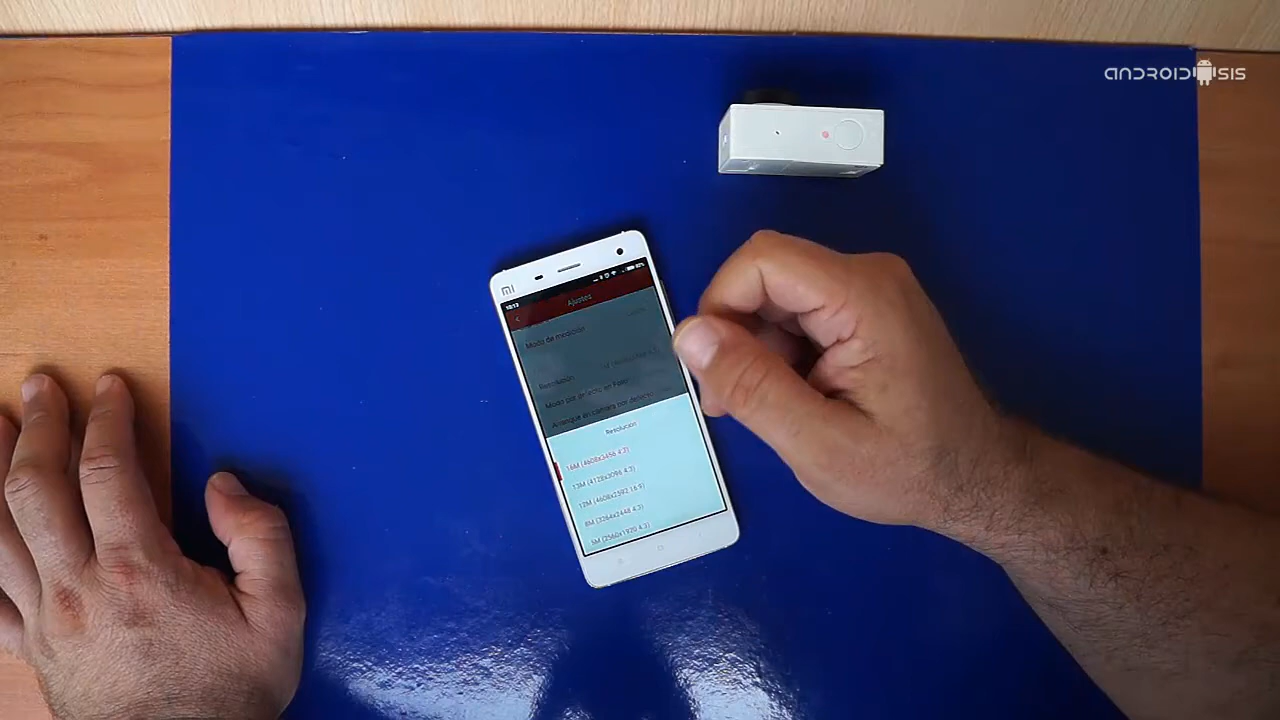 ANDROIDSIS
mi
10:13
Ajustes
Modo de medición
Resolución
Modo por defecto en Foto
Arranque en cámara por defecto
Resolución
16M (4608x3456 4:3)
13M (4128x3096 4:3)
12M (4608x2592 16:9)
8M (3264x2448 4:3)
5M (2560x1920 4:3)